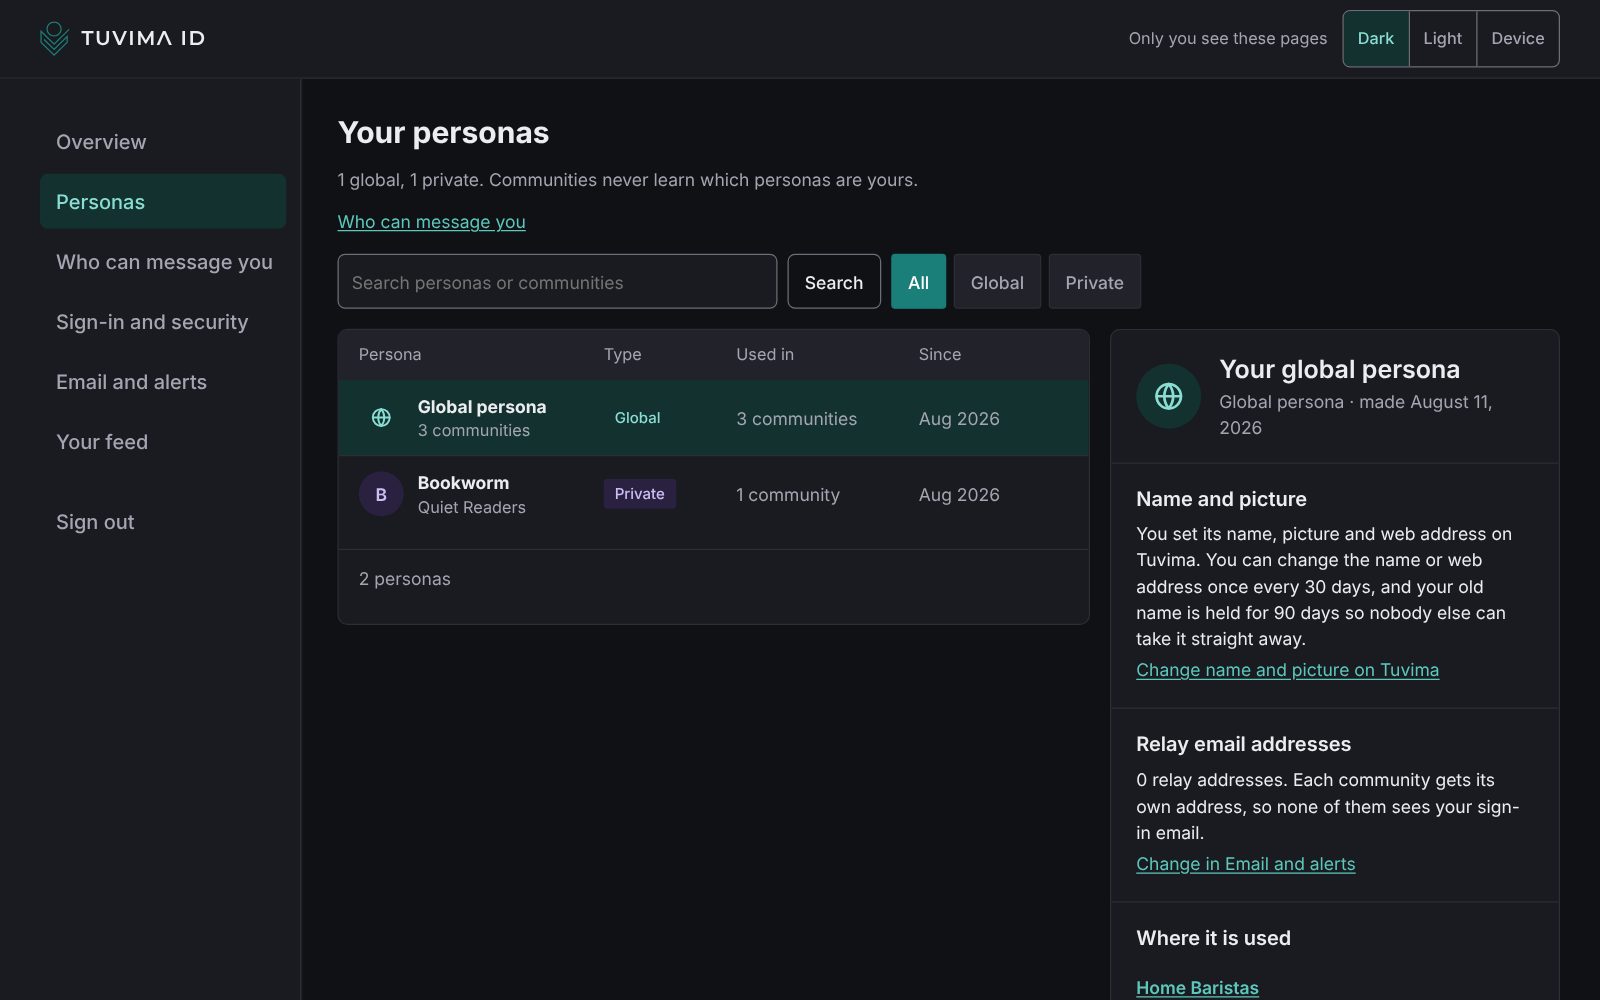 TUVIMA ID
Only you see these pages
Dark
Light
Device
Overview
Personas
Who can message you
Sign-in and security
Email and alerts
Your feed
Sign out
Your personas
1 global, 1 private. Communities never learn which personas are yours.
Who can message you
Search personas or communities
Search
All
Global
Private
Persona Type Used in Since
Global persona
3 communities
Global
3 communities
Aug 2026
B
Bookworm
Quiet Readers
Private
1 community
Aug 2026
2 personas
Your global persona
Global persona · made August 11,
2026
Name and picture
You set its name, picture and web address on
Tuvima. You can change the name or web
address once every 30 days, and your old
name is held for 90 days so nobody else can
take it straight away.
Change name and picture on Tuvima
Relay email addresses
0 relay addresses. Each community gets its
own address, so none of them sees your sign-
in email.
Change in Email and alerts
Where it is used
Home Baristas